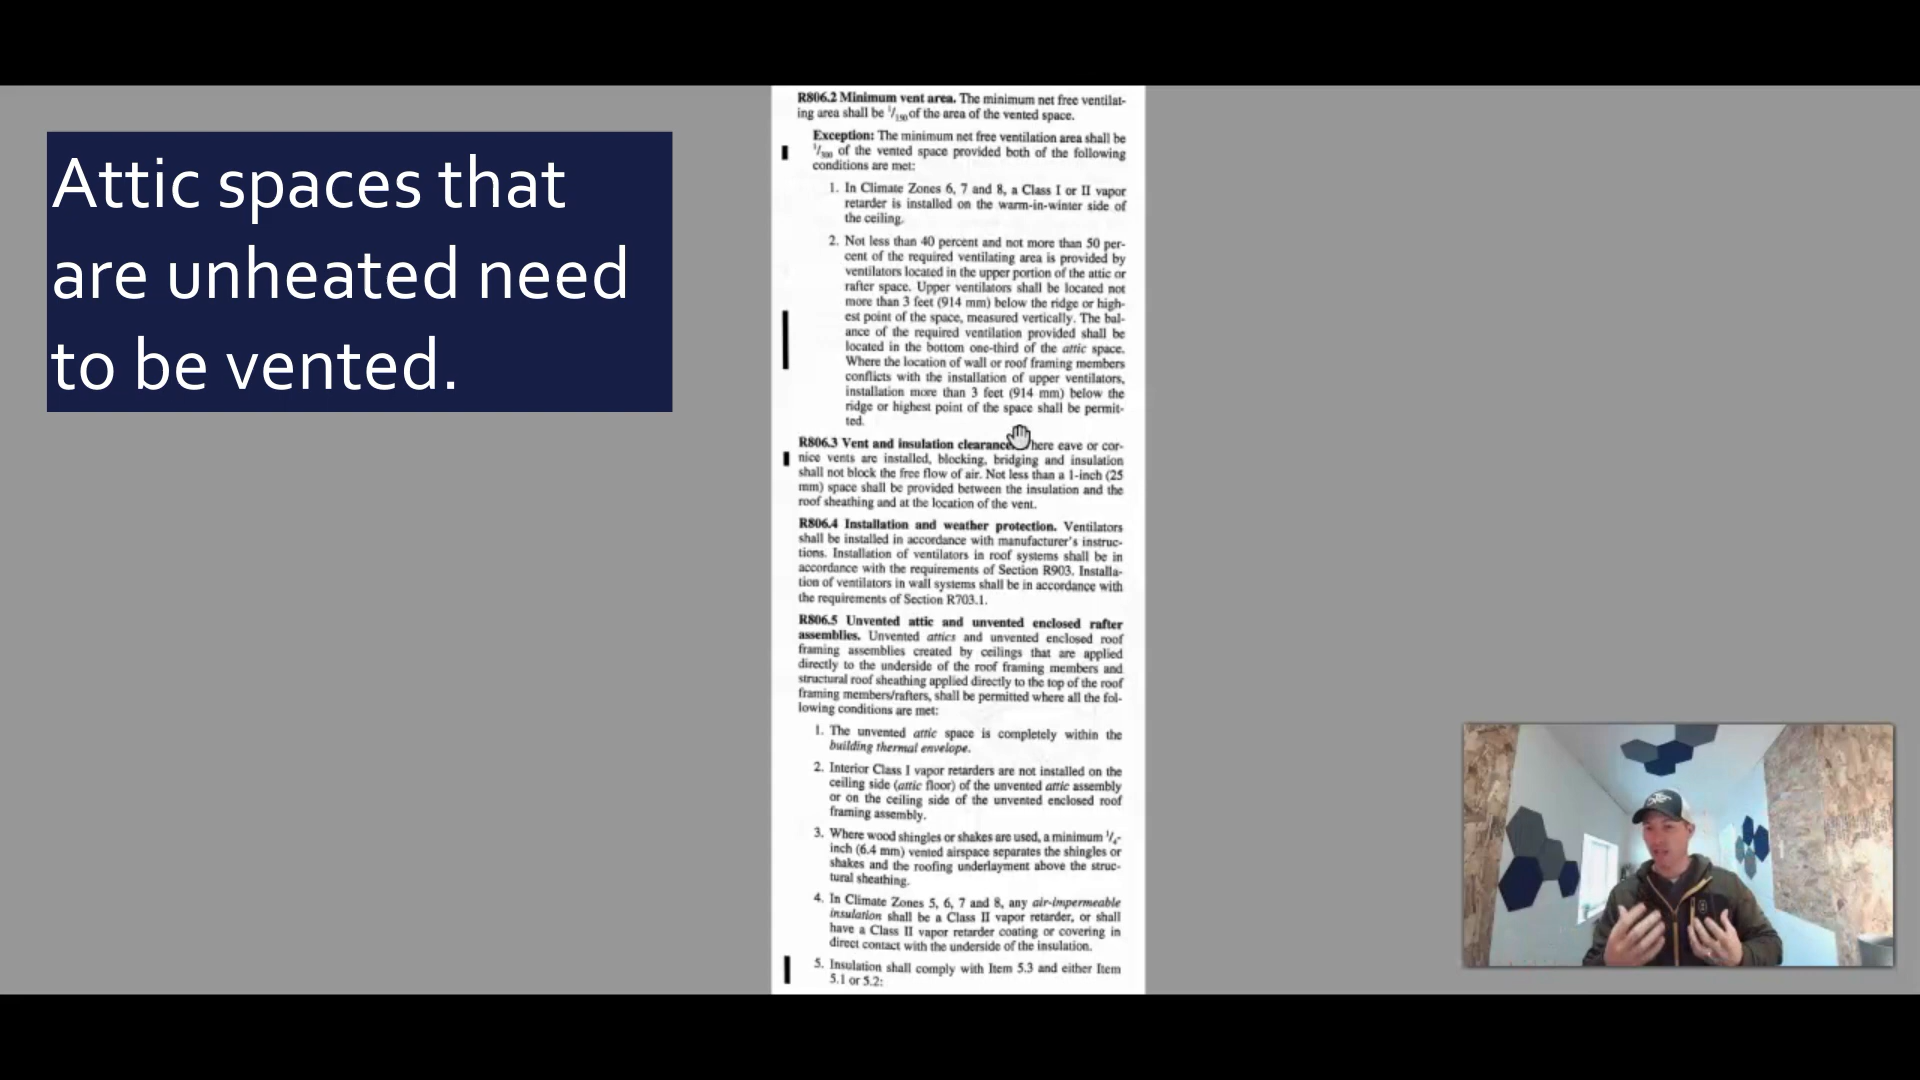 Attic spaces that
are unheated need
to be vented.
R806.2 Minimum vent area. The minimum net free ventilat-
ing area shall be 1/150 of the area of the vented space.
Exception: The minimum net free ventilation area shall be
1/300 of the vented space provided both of the following
conditions are met:
1. In Climate Zones 6, 7 and 8, a Class I or II vapor
retarder is installed on the warm-in-winter side of
the ceiling.
2. Not less than 40 percent and not more than 50 per-
cent of the required ventilating area is provided by
ventilators located in the upper portion of the attic or
rafter space. Upper ventilators shall be located not
more than 3 feet (914 mm) below the ridge or high-
est point of the space, measured vertically. The bal-
ance of the required ventilation provided shall be
located in the bottom one-third of the attic space.
Where the location of wall or roof framing members
conflicts with the installation of upper ventilators,
installation more than 3 feet (914 mm) below the
ridge or highest point of the space shall be permit-
ted.
R806.3 Vent and insulation clearance. here eave or cor-
nice vents are installed, blocking, bridging and insulation
shall not block the free flow of air. Not less than a 1-inch (25
mm) space shall be provided between the insulation and the
roof sheathing and at the location of the vent.
R806.4 Installation and weather protection. Ventilators
shall be installed in accordance with manufacturer's instruc-
tions. Installation of ventilators in roof systems shall be in
accordance with the requirements of Section R903. Installa-
tion of ventilators in wall systems shall be in accordance with
the requirements of Section R703.1.
R806.5 Unvented attic and unvented enclosed rafter
assemblies. Unvented attics and unvented enclosed roof
framing assemblies created by ceilings that are applied
directly to the underside of the roof framing members and
structural roof sheathing applied directly to the top of the roof
framing members/rafters, shall be permitted where all the fol-
lowing conditions are met:
1. The unvented attic space is completely within the
building thermal envelope.
2. Interior Class I vapor retarders are not installed on the
ceiling side (attic floor) of the unvented attic assembly
or on the ceiling side of the unvented enclosed roof
framing assembly.
3. Where wood shingles or shakes are used, a minimum 1/4-
inch (6.4 mm) vented airspace separates the shingles or
shakes and the roofing underlayment above the struc-
tural sheathing.
4. In Climate Zones 5, 6, 7 and 8, any air-impermeable
insulation shall be a Class II vapor retarder, or shall
have a Class II vapor retarder coating or covering in
direct contact with the underside of the insulation.
5. Insulation shall comply with Item 5.3 and either Item
5.1 or 5.2: